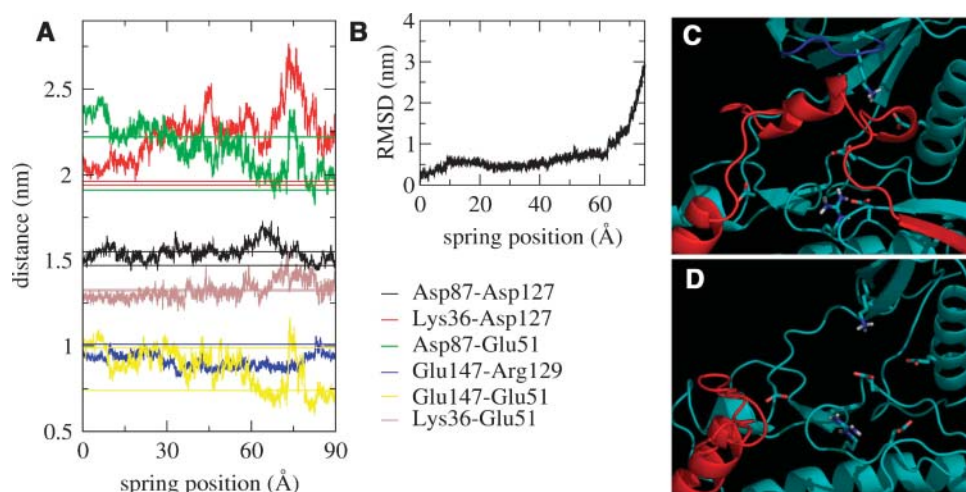 A
distance (nm)
2.5
2
1.5
1
0.5
0
30
60
90
spring position (Å)
B
RMSD (nm)
4
3
2
1
0
0
20
40
60
spring position (Å)
Asp87-Asp127
Lys36-Asp127
Asp87-Glu51
Glu147-Arg129
Glu147-Glu51
Lys36-Glu51
C
D